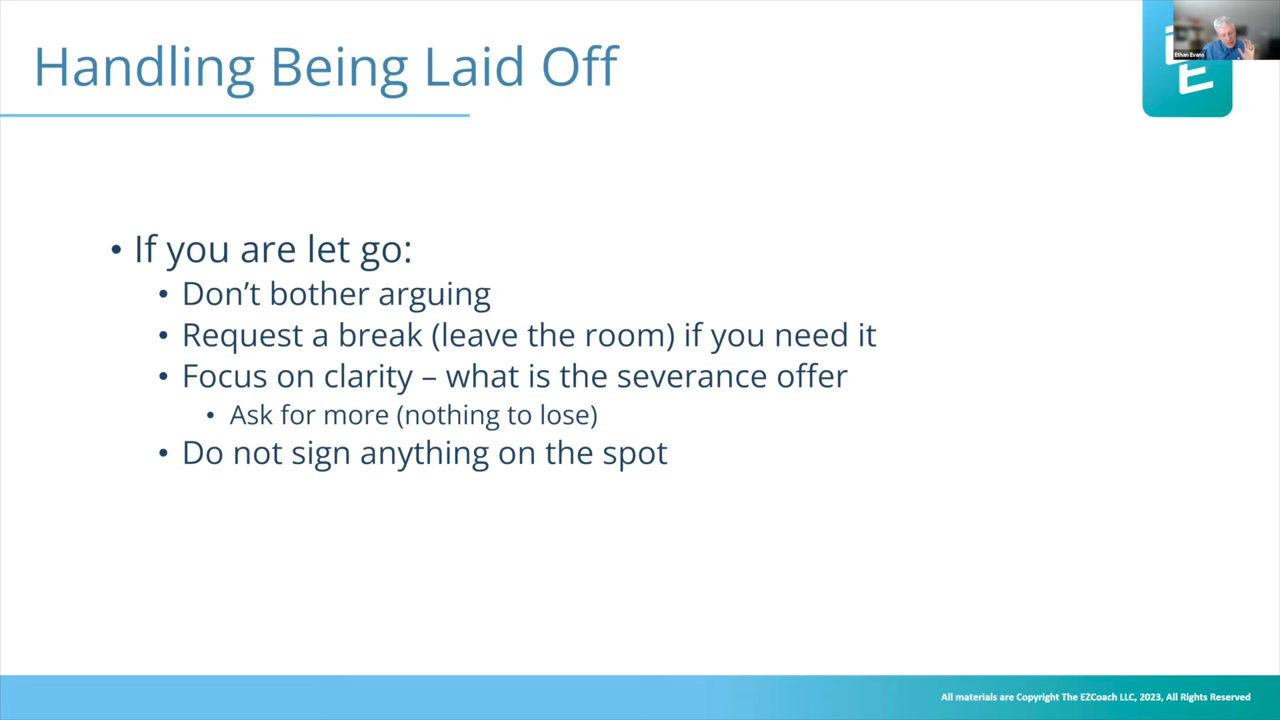 Handling Being Laid Off
Ethan Evans
E
• If you are let go:
• Don’t bother arguing
• Request a break (leave the room) if you need it
• Focus on clarity – what is the severance offer
• Ask for more (nothing to lose)
• Do not sign anything on the spot
All materials are Copyright The EZCoach LLC, 2023, All Rights Reserved